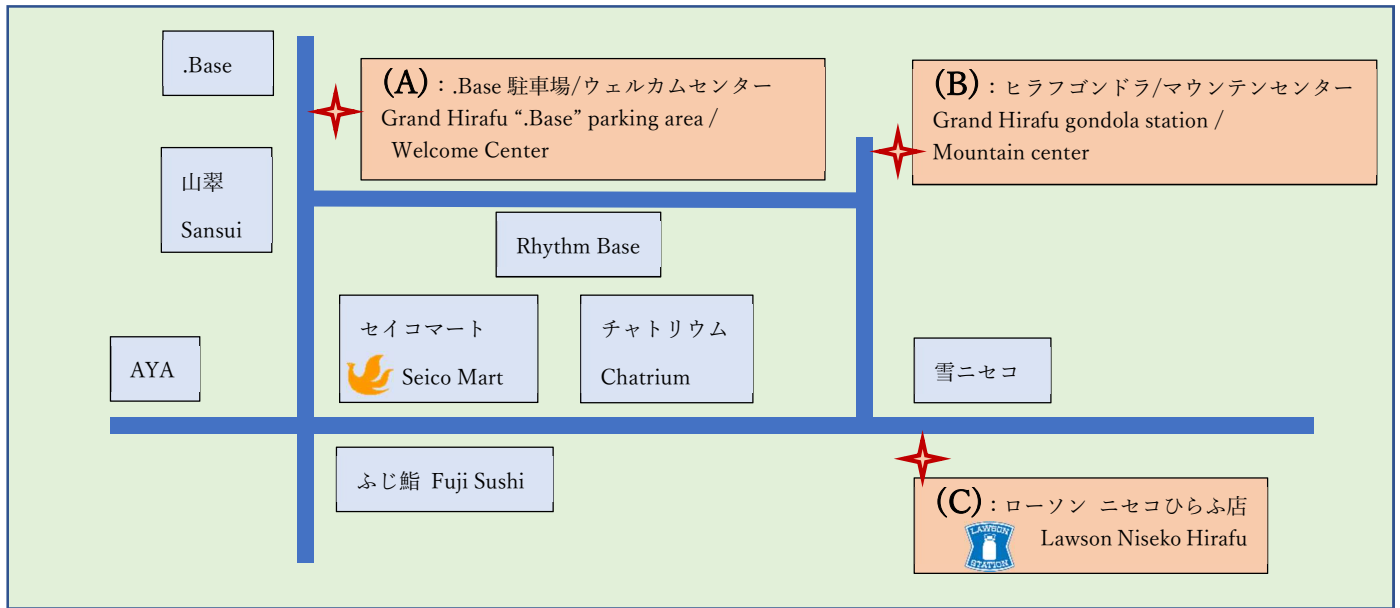 .Base
(A)：.Base 駐車場/ウェルカムセンター
Grand Hirafu “.Base” parking area /
Welcome Center
(B)：ヒラフゴンドラ/マウンテンセンター
Grand Hirafu gondola station /
Mountain center
山翠
Sansui
Rhythm Base
セイコマート
Seico Mart
チャトリウム
Chatrium
AYA
雪ニセコ
ふじ鮨 Fuji Sushi
(C)：ローソン ニセコひらふ店
Lawson Niseko Hirafu
LAWSON
STATION